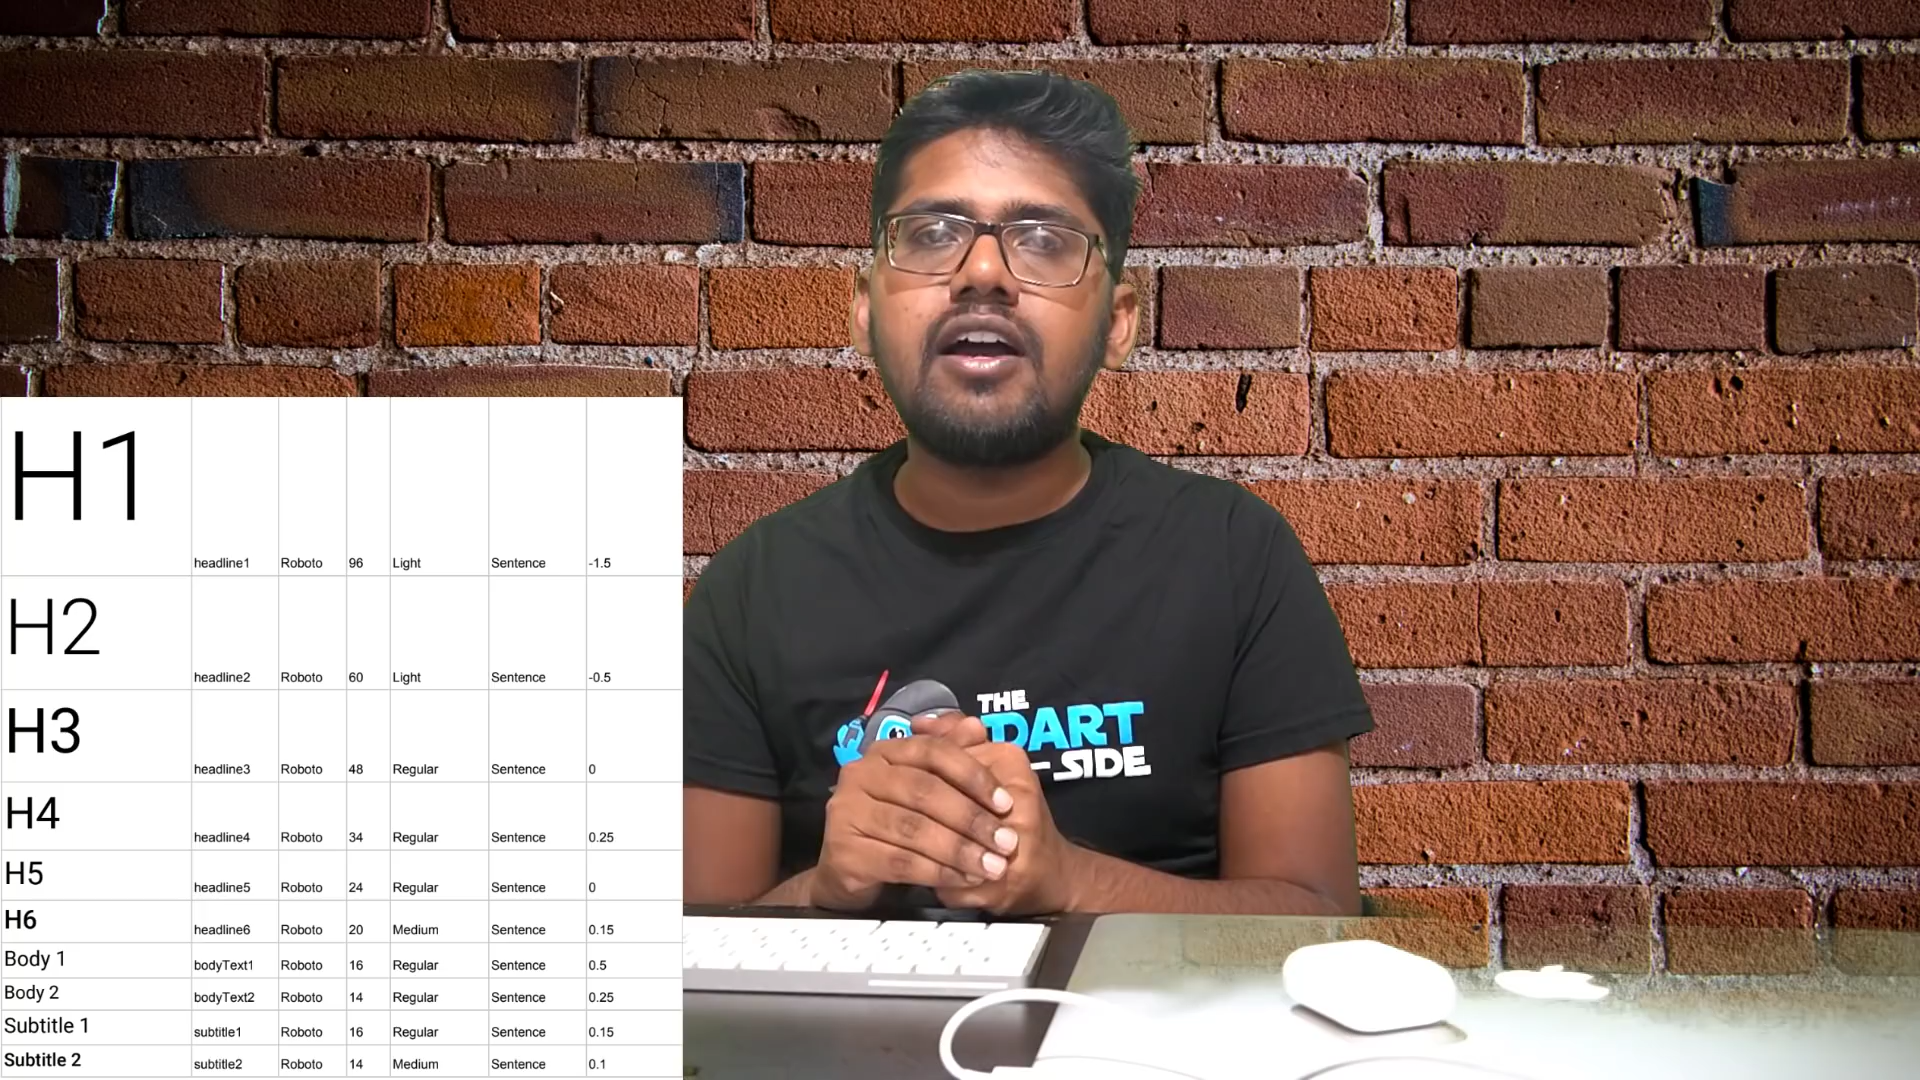 H1 headline1 Roboto 96 Light Sentence -1.5
H2 headline2 Roboto 60 Light Sentence -0.5
H3 headline3 Roboto 48 Regular Sentence 0
H4 headline4 Roboto 34 Regular Sentence 0.25
H5 headline5 Roboto 24 Regular Sentence 0
H6 headline6 Roboto 20 Medium Sentence 0.15
Body 1 bodyText1 Roboto 16 Regular Sentence 0.5
Body 2 bodyText2 Roboto 14 Regular Sentence 0.25
Subtitle 1 subtitle1 Roboto 16 Regular Sentence 0.15
Subtitle 2 subtitle2 Roboto 14 Medium Sentence 0.1
THE
DART
SIDE